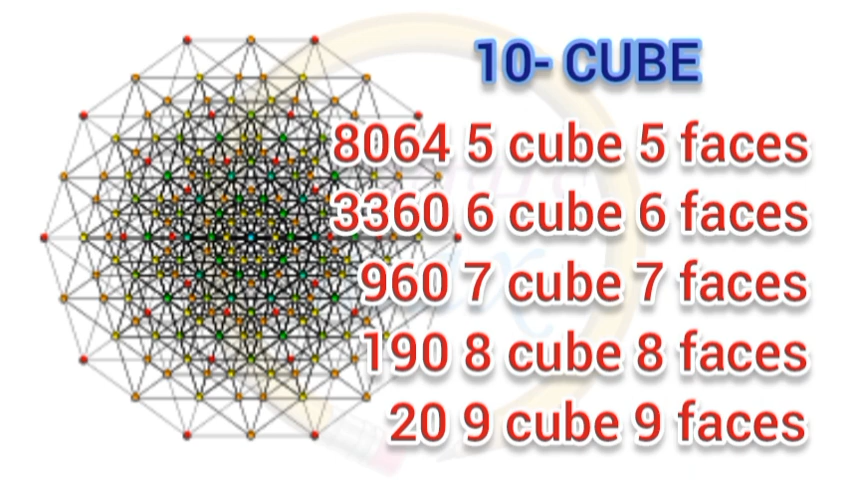 10- CUBE
8064 5 cube 5 faces
3360 6 cube 6 faces
960 7 cube 7 faces
190 8 cube 8 faces
20 9 cube 9 faces